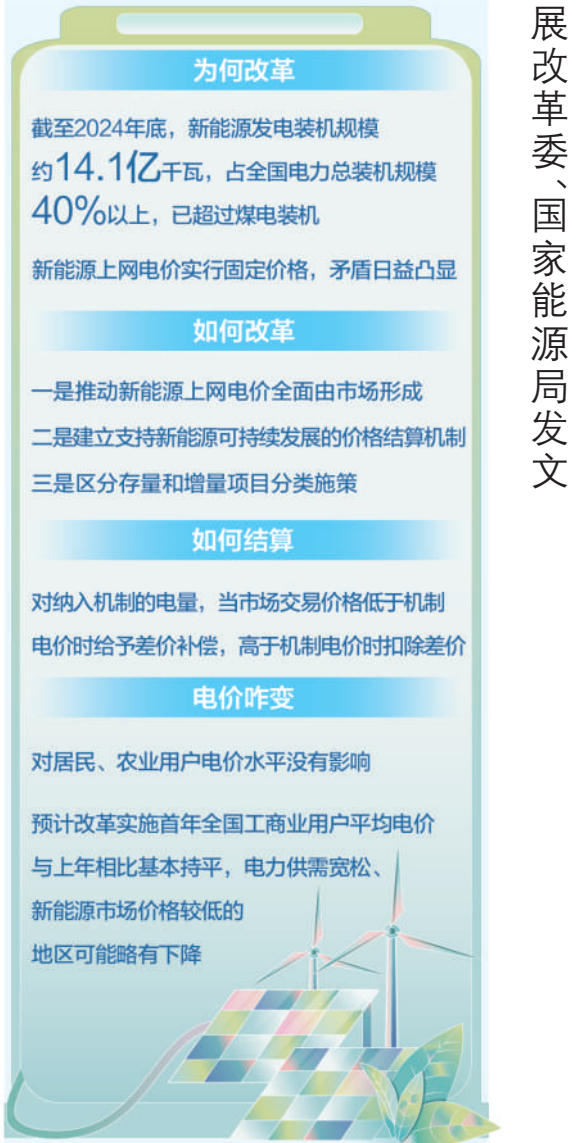 为何改革
截至2024年底，新能源发电装机规模
约14.1亿千瓦，占全国电力总装机规模
40%以上，已超过煤电装机
新能源上网电价实行固定价格，矛盾日益凸显
如何改革
一是推动新能源上网电价全面由市场形成
二是建立支持新能源可持续发展的价格结算机制
三是区分存量和增量项目分类施策
如何结算
对纳入机制的电量，当市场交易价格低于机制
电价时给予差价补偿，高于机制电价时扣除差价
电价咋变
对居民、农业用户电价水平没有影响
预计改革实施首年全国工商业用户平均电价
与上年相比基本持平，电力供需宽松、
新能源市场价格较低的
地区可能略有下降
展改革委、国家能源局发文